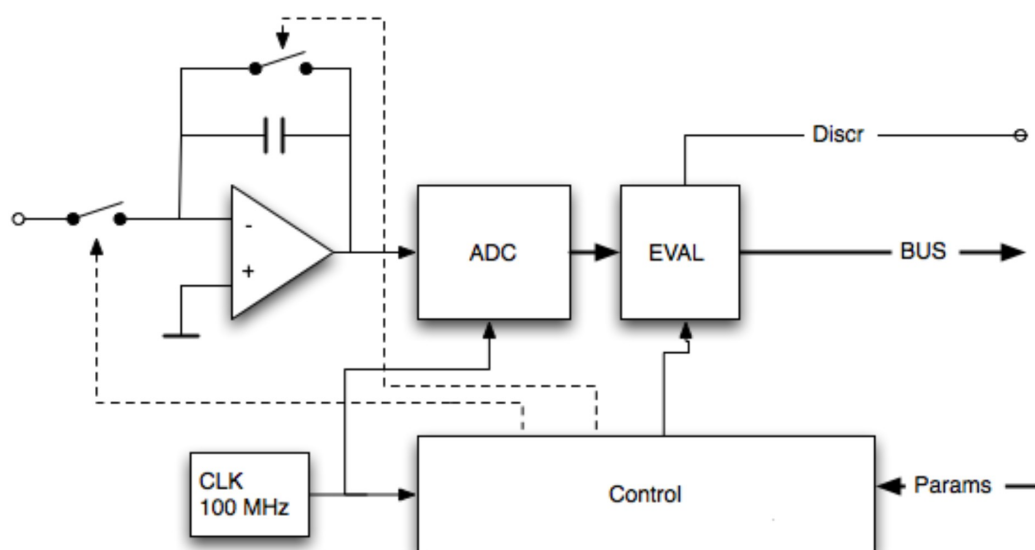 Discr
-
+
ADC
EVAL
BUS
CLK
100 MHz
Control
Params